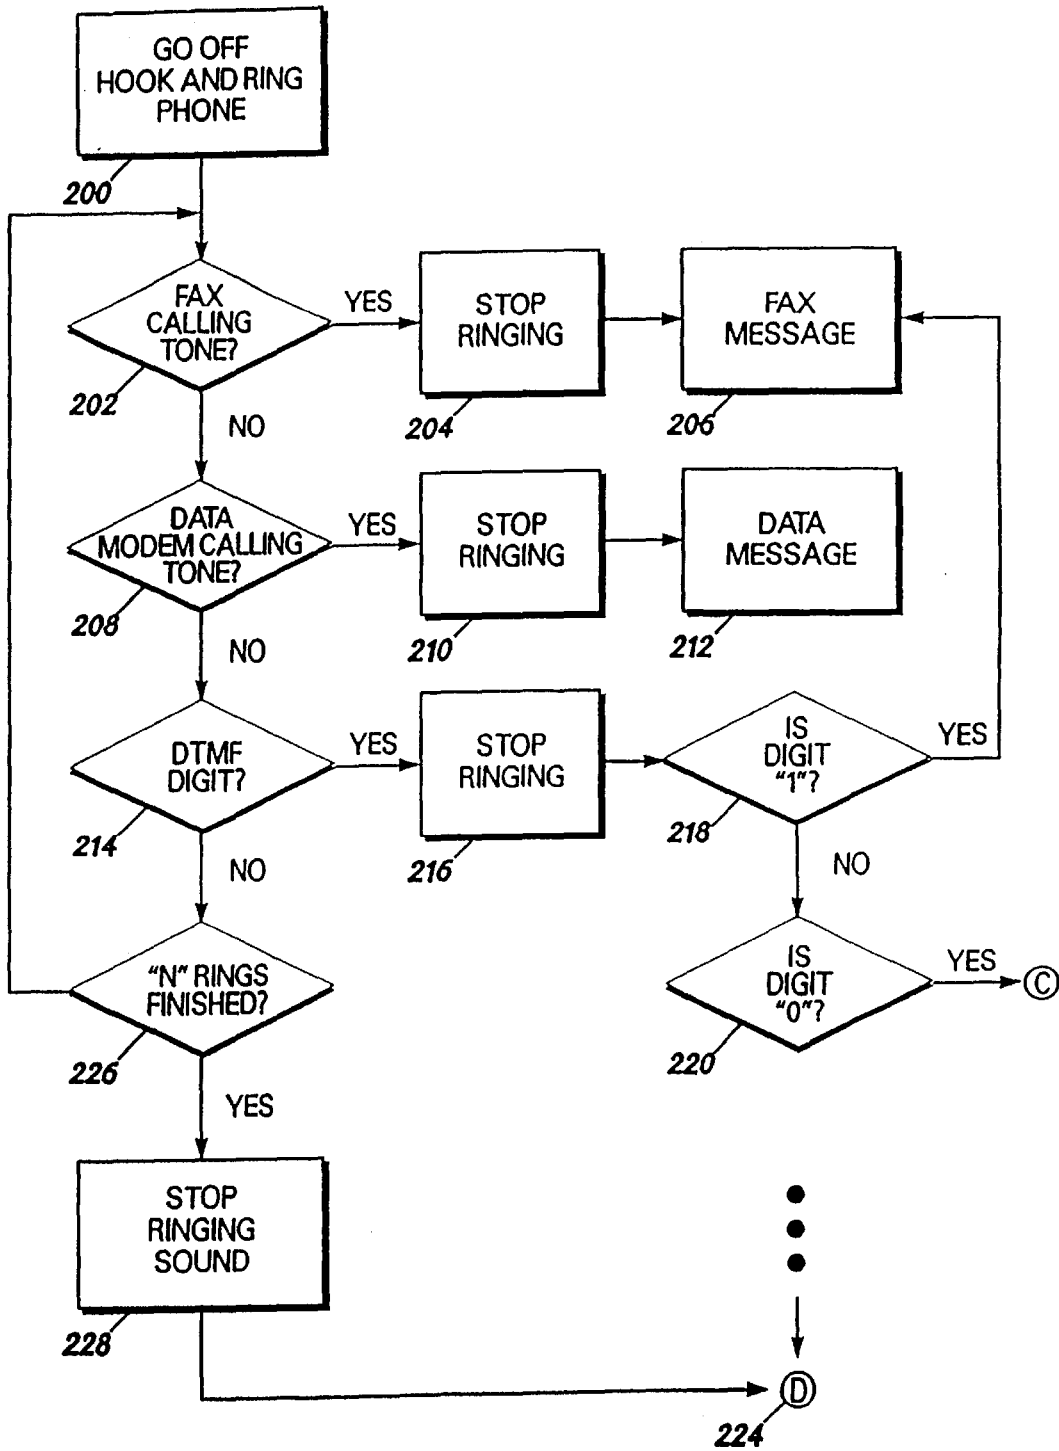 GO OFF
HOOK AND RING
PHONE
200
FAX
CALLING
TONE?
202
YES
NO
STOP
RINGING
204
FAX
MESSAGE
206
DATA
MODEM CALLING
TONE?
208
YES
NO
STOP
RINGING
210
DATA
MESSAGE
212
DTMF
DIGIT?
214
YES
NO
STOP
RINGING
216
IS
DIGIT
“1”?
218
YES
NO
“N” RINGS
FINISHED?
226
YES
IS
DIGIT
“0”?
220
YES
C
STOP
RINGING
SOUND
228
D
224